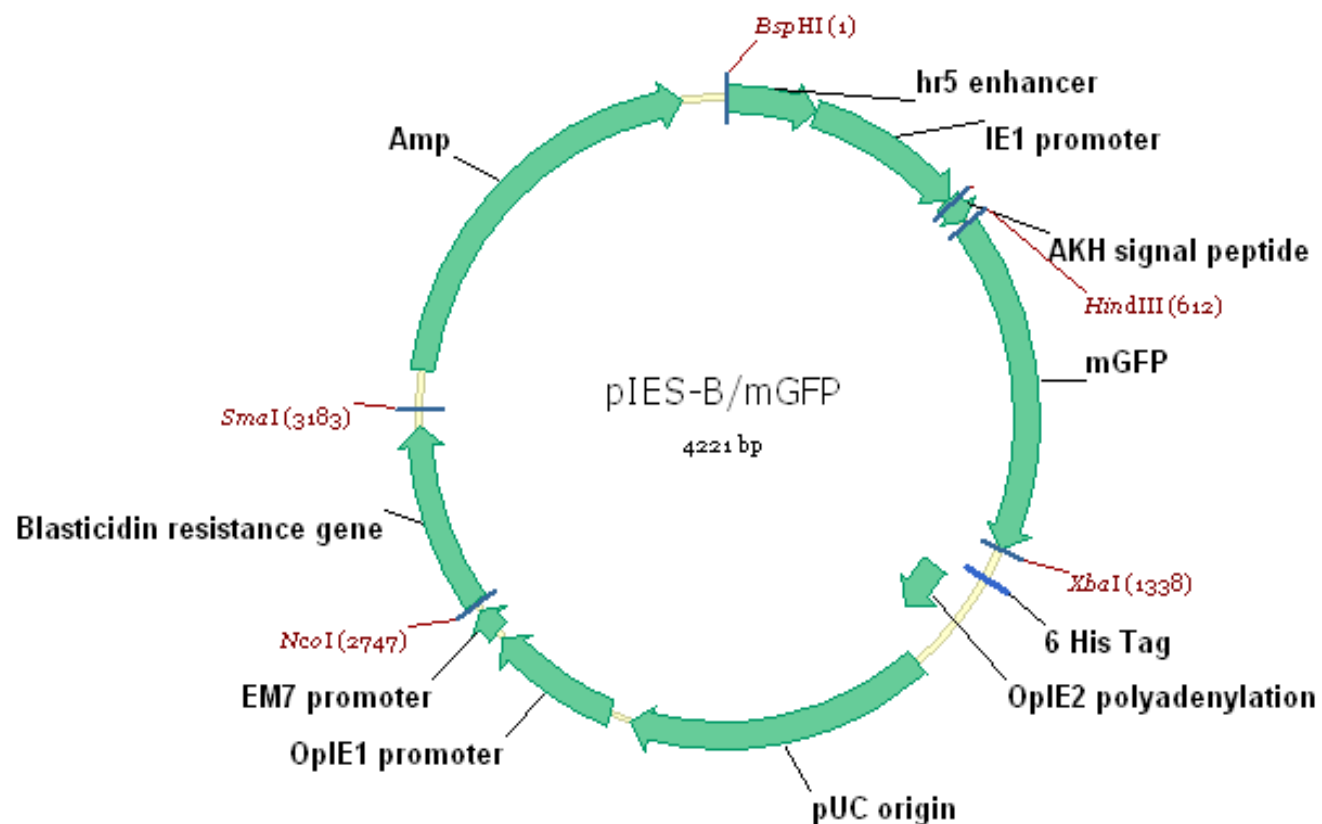 BspHI (1)
hr5 enhancer
IE1 promoter
Amp
AKH signal peptide
HindIII (612)
mGFP
pIES-B/mGFP
4221 bp
SmaI (3183)
Blasticidin resistance gene
XbaI (1338)
NcoI (2747)
6 His Tag
EM7 promoter
OpIE2 polyadenylation
OpIE1 promoter
pUC origin